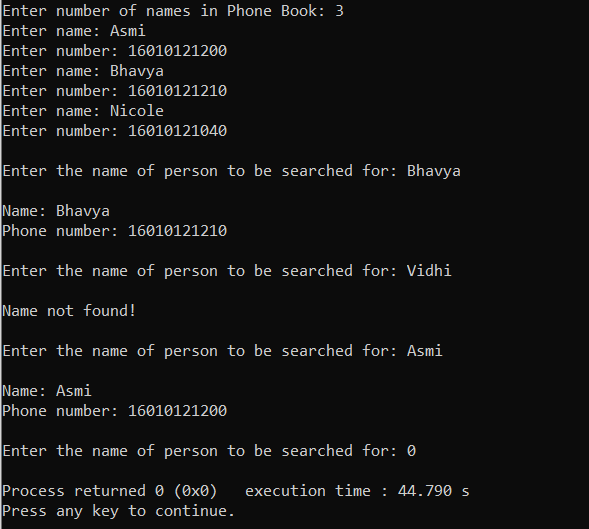 Enter number of names in Phone Book: 3
Enter name: Asmi
Enter number: 16010121200
Enter name: Bhavya
Enter number: 16010121210
Enter name: Nicole
Enter number: 16010121040
Enter the name of person to be searched for: Bhavya
Name: Bhavya
Phone number: 16010121210
Enter the name of person to be searched for: Vidhi
Name not found!
Enter the name of person to be searched for: Asmi
Name: Asmi
Phone number: 16010121200
Enter the name of person to be searched for: 0
Process returned 0 (0x0)   execution time : 44.790 s
Press any key to continue.